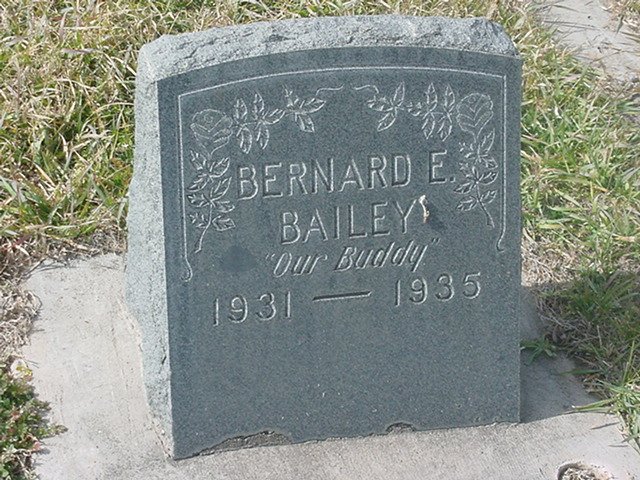 BERNARD E.
BAILEY
"Our Buddy"
1931 — 1935